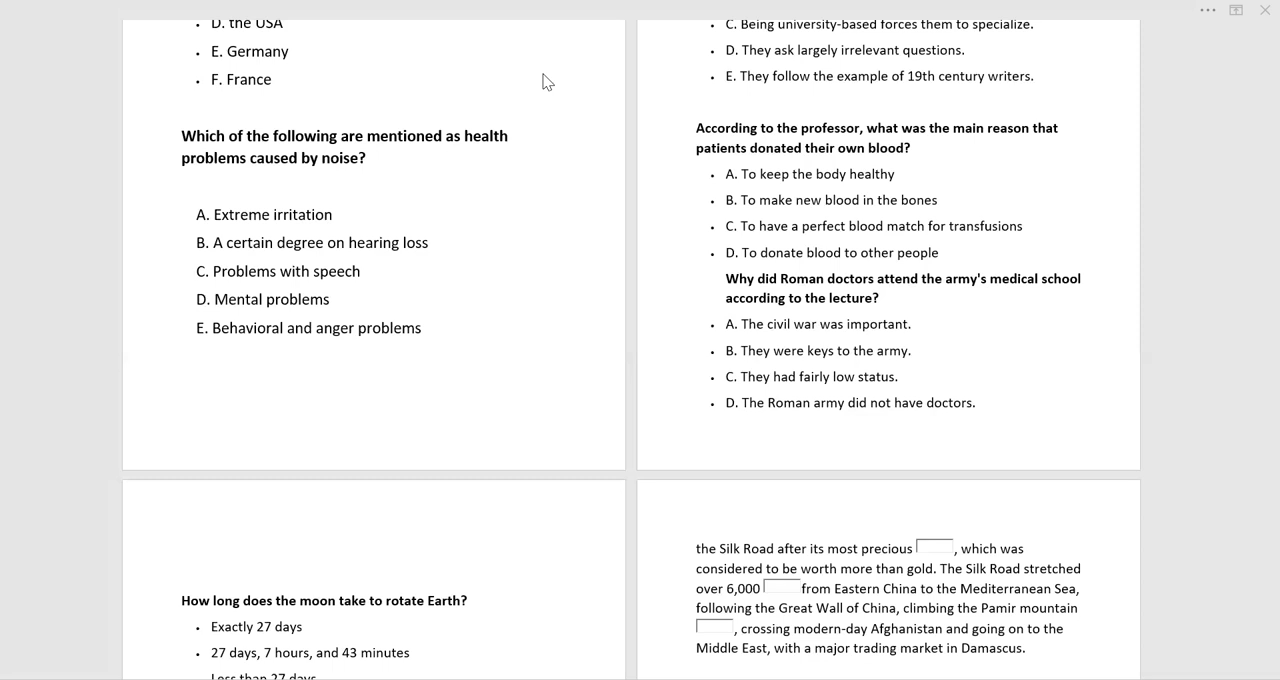 D. the USA
E. Germany
F. France
Which of the following are mentioned as health
problems caused by noise?
A. Extreme irritation
B. A certain degree on hearing loss
C. Problems with speech
D. Mental problems
E. Behavioral and anger problems
C. Being university-based forces them to specialize.
D. They ask largely irrelevant questions.
E. They follow the example of 19th century writers.
According to the professor, what was the main reason that
patients donated their own blood?
A. To keep the body healthy
B. To make new blood in the bones
C. To have a perfect blood match for transfusions
D. To donate blood to other people
Why did Roman doctors attend the army's medical school
according to the lecture?
A. The civil war was important.
B. They were keys to the army.
C. They had fairly low status.
D. The Roman army did not have doctors.
How long does the moon take to rotate Earth?
Exactly 27 days
27 days, 7 hours, and 43 minutes
Less than 27 days
the Silk Road after its most precious , which was
considered to be worth more than gold. The Silk Road stretched
over 6,000 from Eastern China to the Mediterranean Sea,
following the Great Wall of China, climbing the Pamir mountain
, crossing modern-day Afghanistan and going on to the
Middle East, with a major trading market in Damascus.